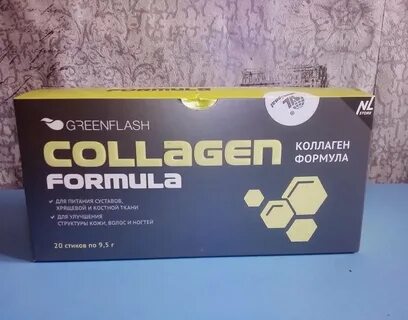 GREENFLASH
NL
STORE
COLLAGEN
FORMULA
КОЛЛАГЕН
ФОРМУЛА
✓ ДЛЯ ПИТАНИЯ СУСТАВОВ,
ХРЯЩЕВОЙ И КОСТНОЙ ТКАНИ
✓ ДЛЯ УЛУЧШЕНИЯ
СТРУКТУРЫ КОЖИ, ВОЛОС И НОГТЕЙ
20 СТИКОВ ПО 9,5 г